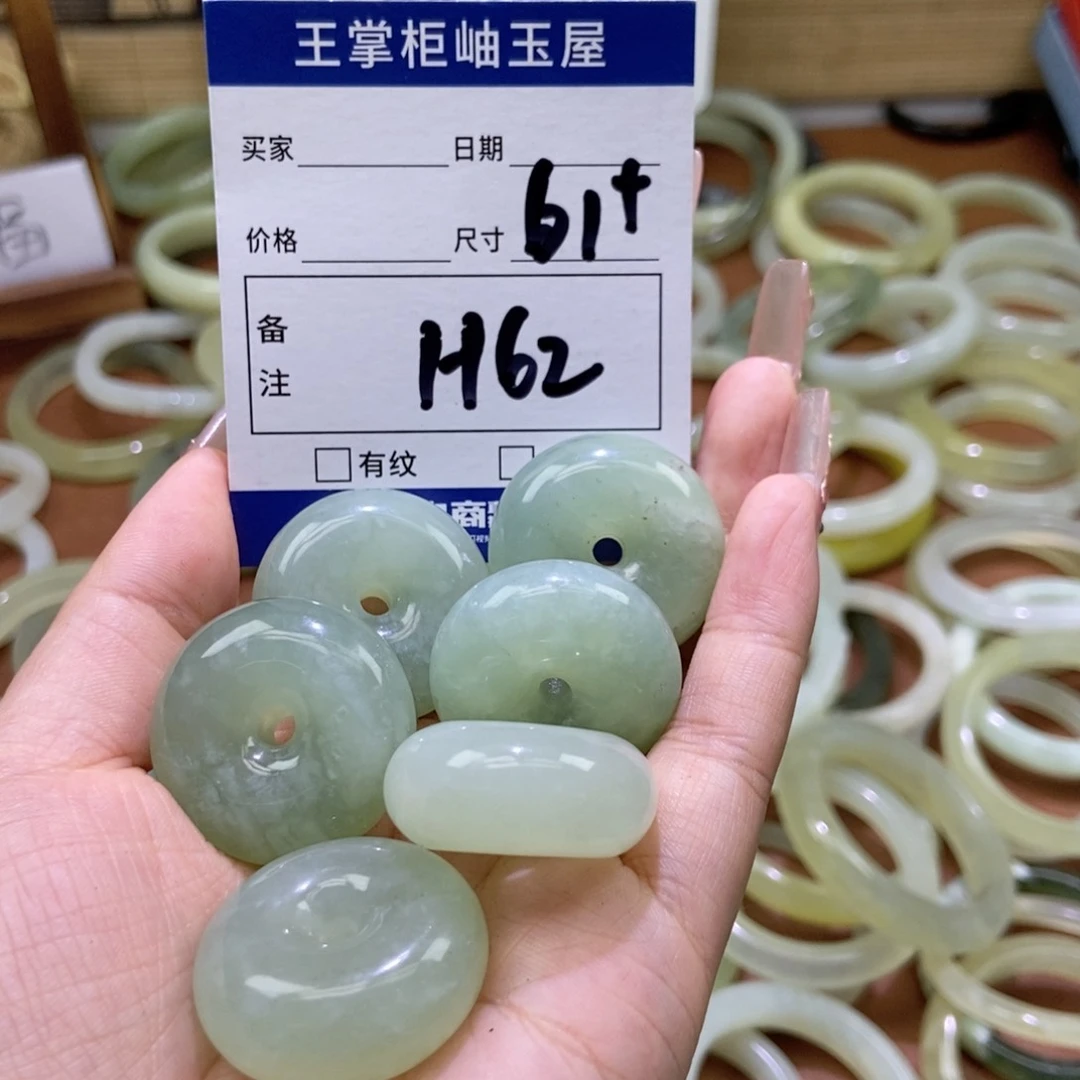 王掌柜岫玉屋
买家 日期
价格 尺寸 61+
备注 H62
□有纹 □
商